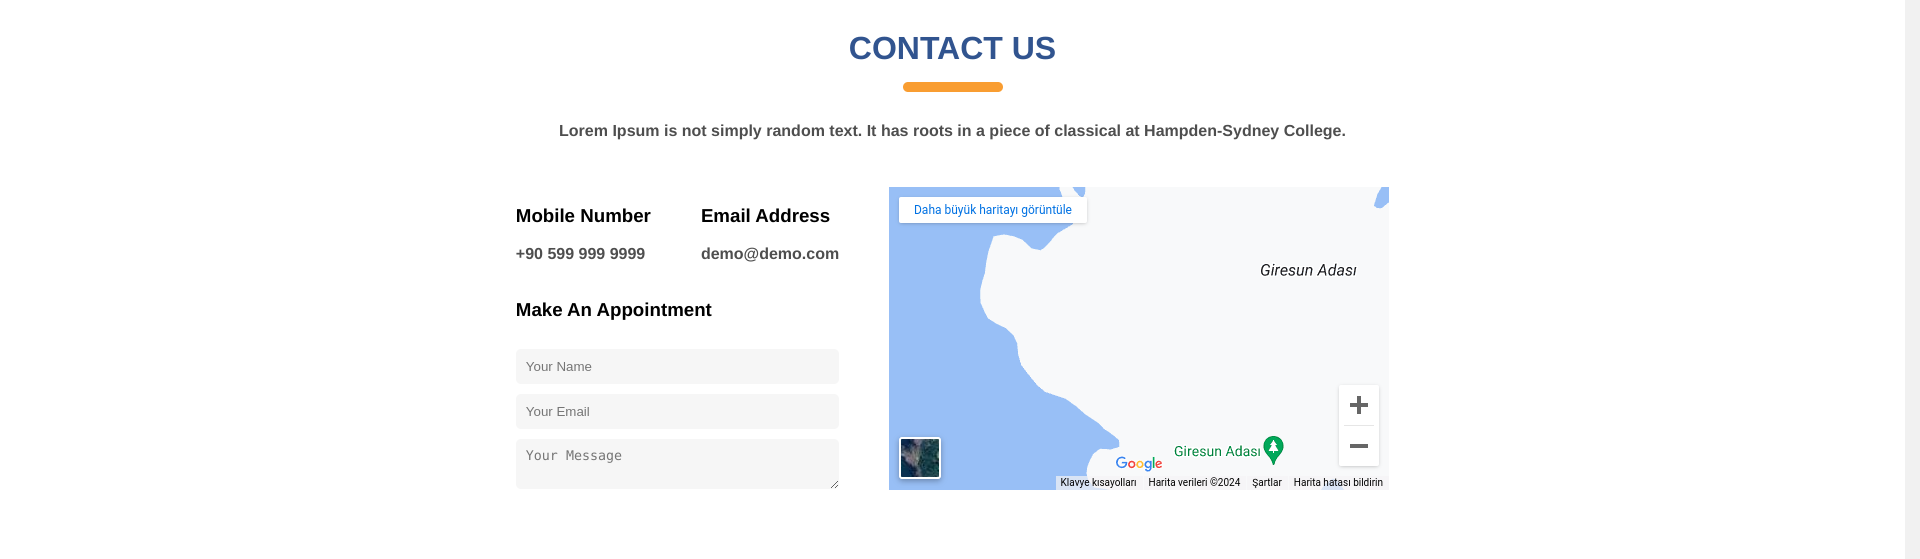 CONTACT US
Lorem Ipsum is not simply random text. It has roots in a piece of classical at Hampden-Sydney College.
Mobile Number
+90 599 999 9999
Email Address
demo@demo.com
Make An Appointment
Your Name
Your Email
Your Message
Daha büyük haritayı görüntüle
Giresun Adası
Giresun Adası
Google
Klavye kısayolları Harita verileri ©2024 Şartlar Harita hatası bildirin